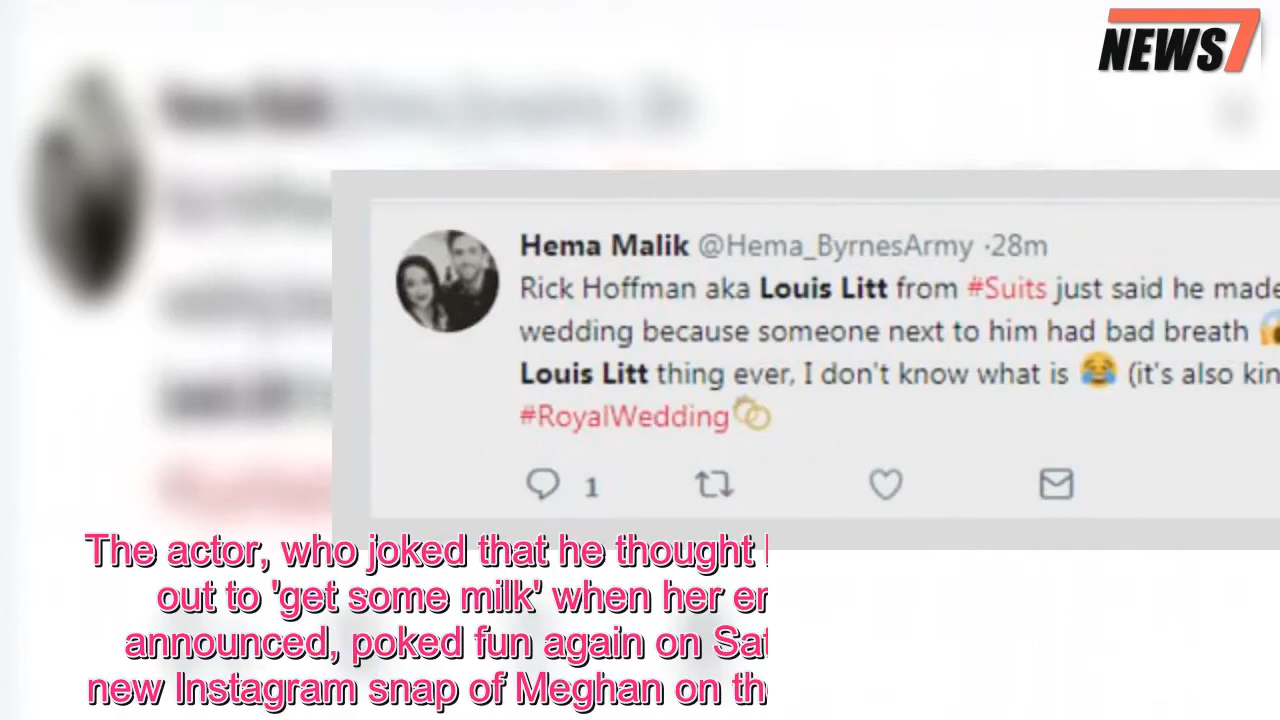 NEWS7
Hema Malik @Hema_ByrnesArmy ·28m
Rick Hoffman aka Louis Litt from #Suits just said he made
wedding because someone next to him had bad breath
Louis Litt thing ever, I don't know what is 😂 (it's also kin
#RoyalWedding
1
The actor, who joked that he thought
out to 'get some milk' when her
announced, poked fun again on
new Instagram snap of Meghan on